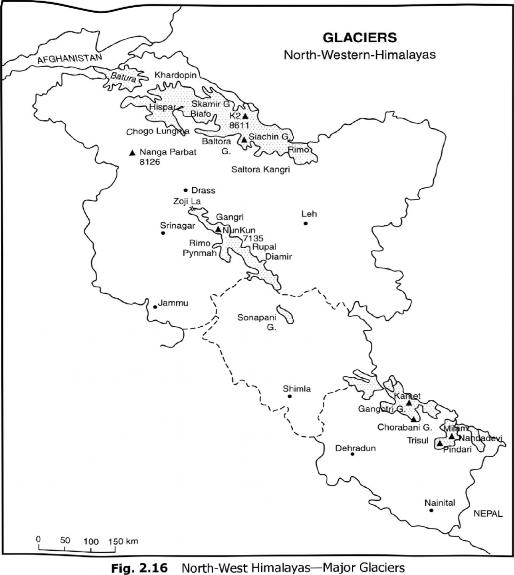 GLACIERS
North-Western-Himalayas
AFGHANISTAN
Batura
Khardopin
Hispar
Skamir G.
Biafo
K2
8611
Chogo Lungma
Baltora
G.
Siachin G.
Rimo
Nanga Parbat
8126
Saltora Kangri
Drass
Zoji La
Gangri
Leh
Srinagar
NunKun
7135
Rimo
Rupal
Pynmah
Diamir
Jammu
Sonapani
G.
Shimla
Kamet
Gangotri G.
Chorabani G.
Milam
Trisul
Nandadevi
Pindari
Dehradun
Nainital
NEPAL
0 50 100 150 km
Fig. 2.16 North-West Himalayas—Major Glaciers